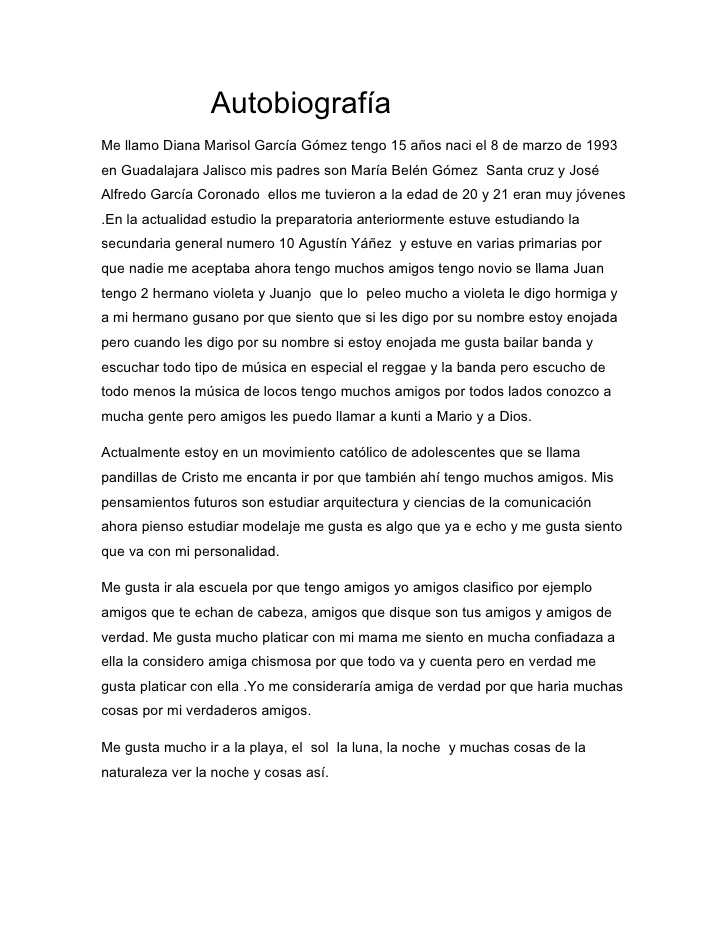 Autobiografía
Me llamo Diana Marisol García Gómez tengo 15 años naci el 8 de marzo de 1993
en Guadalajara Jalisco mis padres son María Belén Gómez  Santa cruz y José
Alfredo García Coronado  ellos me tuvieron a la edad de 20 y 21 eran muy jóvenes
.En la actualidad estudio la preparatoria anteriormente estuve estudiando la
secundaria general numero 10 Agustín Yáñez  y estuve en varias primarias por
que nadie me aceptaba ahora tengo muchos amigos tengo novio se llama Juan
tengo 2 hermano violeta y Juanjo  que lo  peleo mucho a violeta le digo hormiga y
a mi hermano gusano por que siento que si les digo por su nombre estoy enojada
pero cuando les digo por su nombre si estoy enojada me gusta bailar banda y
escuchar todo tipo de música en especial el reggae y la banda pero escucho de
todo menos la música de locos tengo muchos amigos por todos lados conozco a
mucha gente pero amigos les puedo llamar a kunti a Mario y a Dios.
Actualmente estoy en un movimiento católico de adolescentes que se llama
pandillas de Cristo me encanta ir por que también ahí tengo muchos amigos. Mis
pensamientos futuros son estudiar arquitectura y ciencias de la comunicación
ahora pienso estudiar modelaje me gusta es algo que ya e echo y me gusta siento
que va con mi personalidad.
Me gusta ir ala escuela por que tengo amigos yo amigos clasifico por ejemplo
amigos que te echan de cabeza, amigos que disque son tus amigos y amigos de
verdad. Me gusta mucho platicar con mi mama me siento en mucha confiadaza a
ella la considero amiga chismosa por que todo va y cuenta pero en verdad me
gusta platicar con ella .Yo me consideraría amiga de verdad por que haria muchas
cosas por mi verdaderos amigos.
Me gusta mucho ir a la playa, el  sol  la luna, la noche  y muchas cosas de la
naturaleza ver la noche y cosas así.